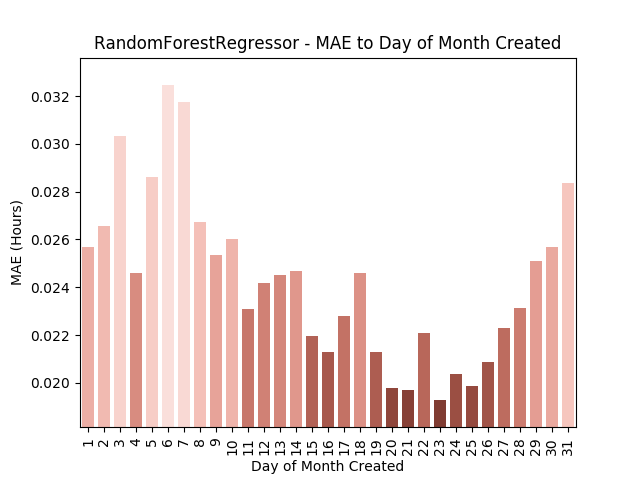 RandomForestRegressor - MAE to Day of Month Created
MAE (Hours)
0.032
0.030
0.028
0.026
0.024
0.022
0.020
1 2 3 4 5 6 7 8 9 10 11 12 13 14 15 16 17 18 19 20 21 22 23 24 25 26 27 28 29 30 31
Day of Month Created